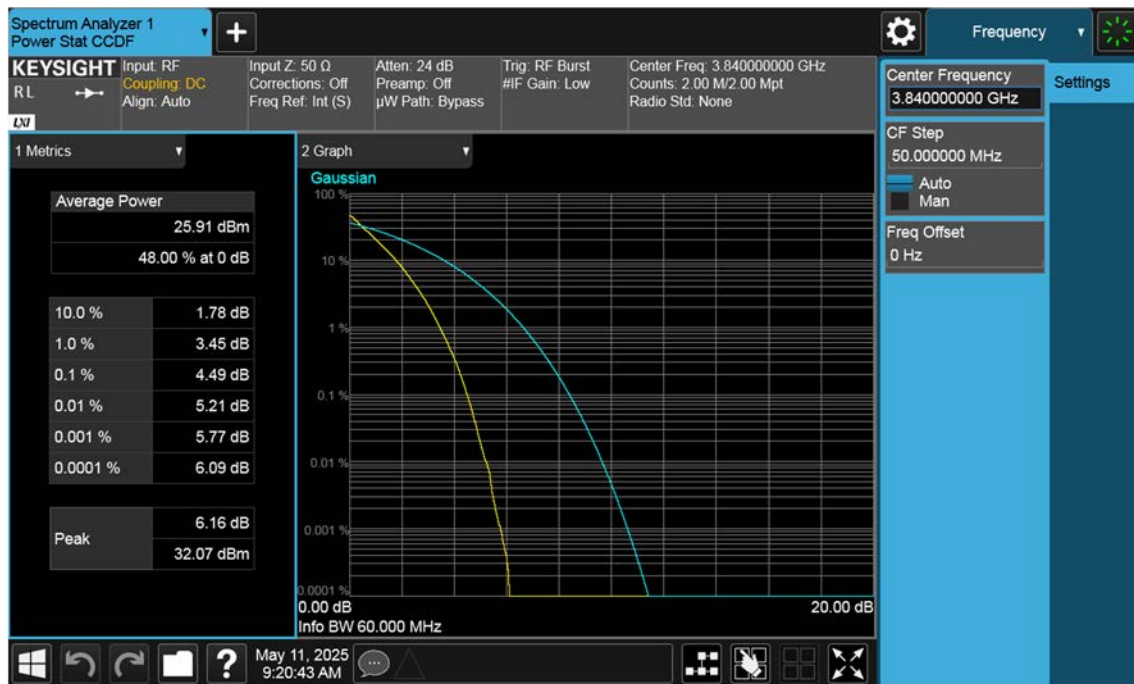 Spectrum Analyzer 1
Power Stat CCDF
Frequency
KEYSIGHT
R L
LXI
Input: RF
Coupling: DC
Align: Auto
Input Z: 50 Ω
Corrections: Off
Freq Ref: Int (S)
Atten: 24 dB
Preamp: Off
µW Path: Bypass
Trig: RF Burst
#IF Gain: Low
Center Freq: 3.840000000 GHz
Counts: 2.00 M/2.00 Mpt
Radio Std: None
Center Frequency
3.840000000 GHz
Settings
CF Step
50.000000 MHz
Auto
Man
Freq Offset
0 Hz
1 Metrics
Average Power
25.91 dBm
48.00 % at 0 dB
10.0 % 1.78 dB
1.0 % 3.45 dB
0.1 % 4.49 dB
0.01 % 5.21 dB
0.001 % 5.77 dB
0.0001 % 6.09 dB
Peak
6.16 dB
32.07 dBm
2 Graph
Gaussian
100 %
10 %
1 %
0.1 %
0.01 %
0.001 %
0.0001 %
0.00 dB 20.00 dB
Info BW 60.000 MHz
?
May 11, 2025
9:20:43 AM